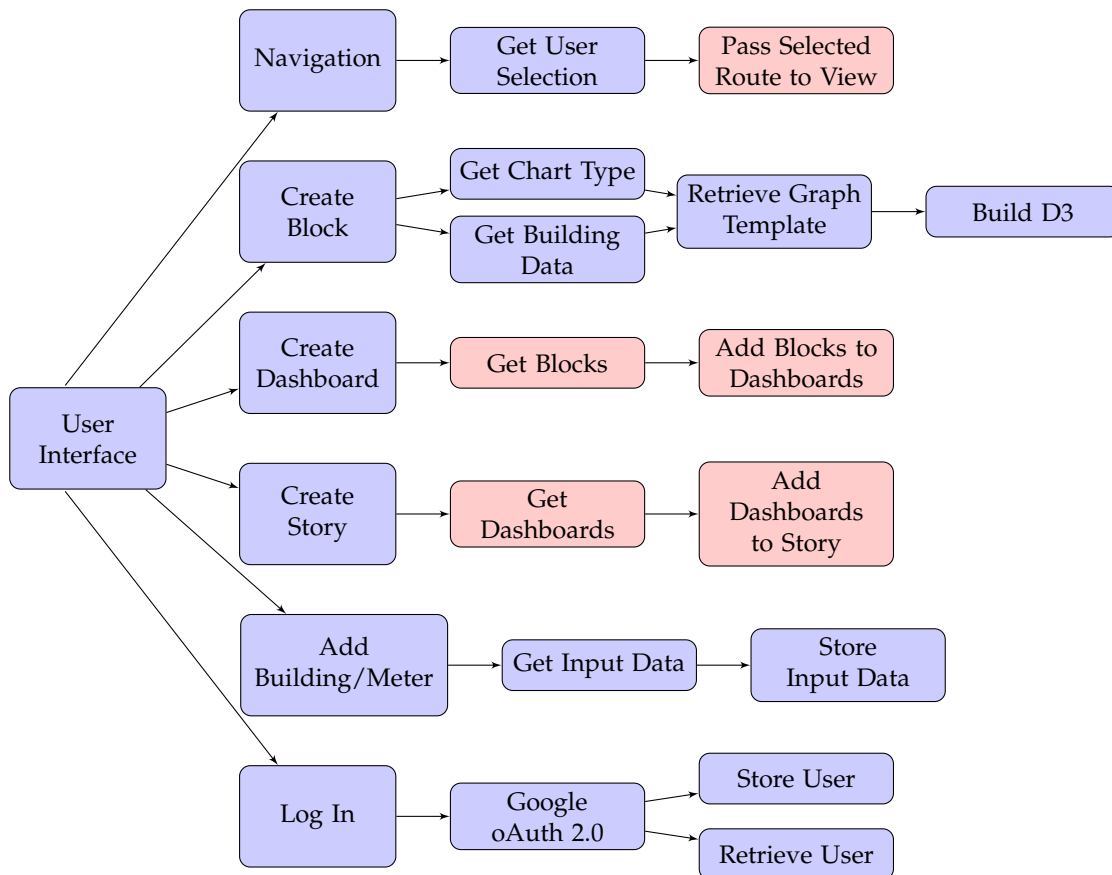 Navigation
Get User
Selection
Pass Selected
Route to View
Create
Block
Get Chart Type
Get Building
Data
Retrieve Graph
Template
Build D3
User
Interface
Create
Dashboard
Get Blocks
Add Blocks to
Dashboards
Create
Story
Get
Dashboards
Add
Dashboards
to Story
Add
Building/Meter
Get Input Data
Store
Input Data
Log In
Google
oAuth 2.0
Store User
Retrieve User